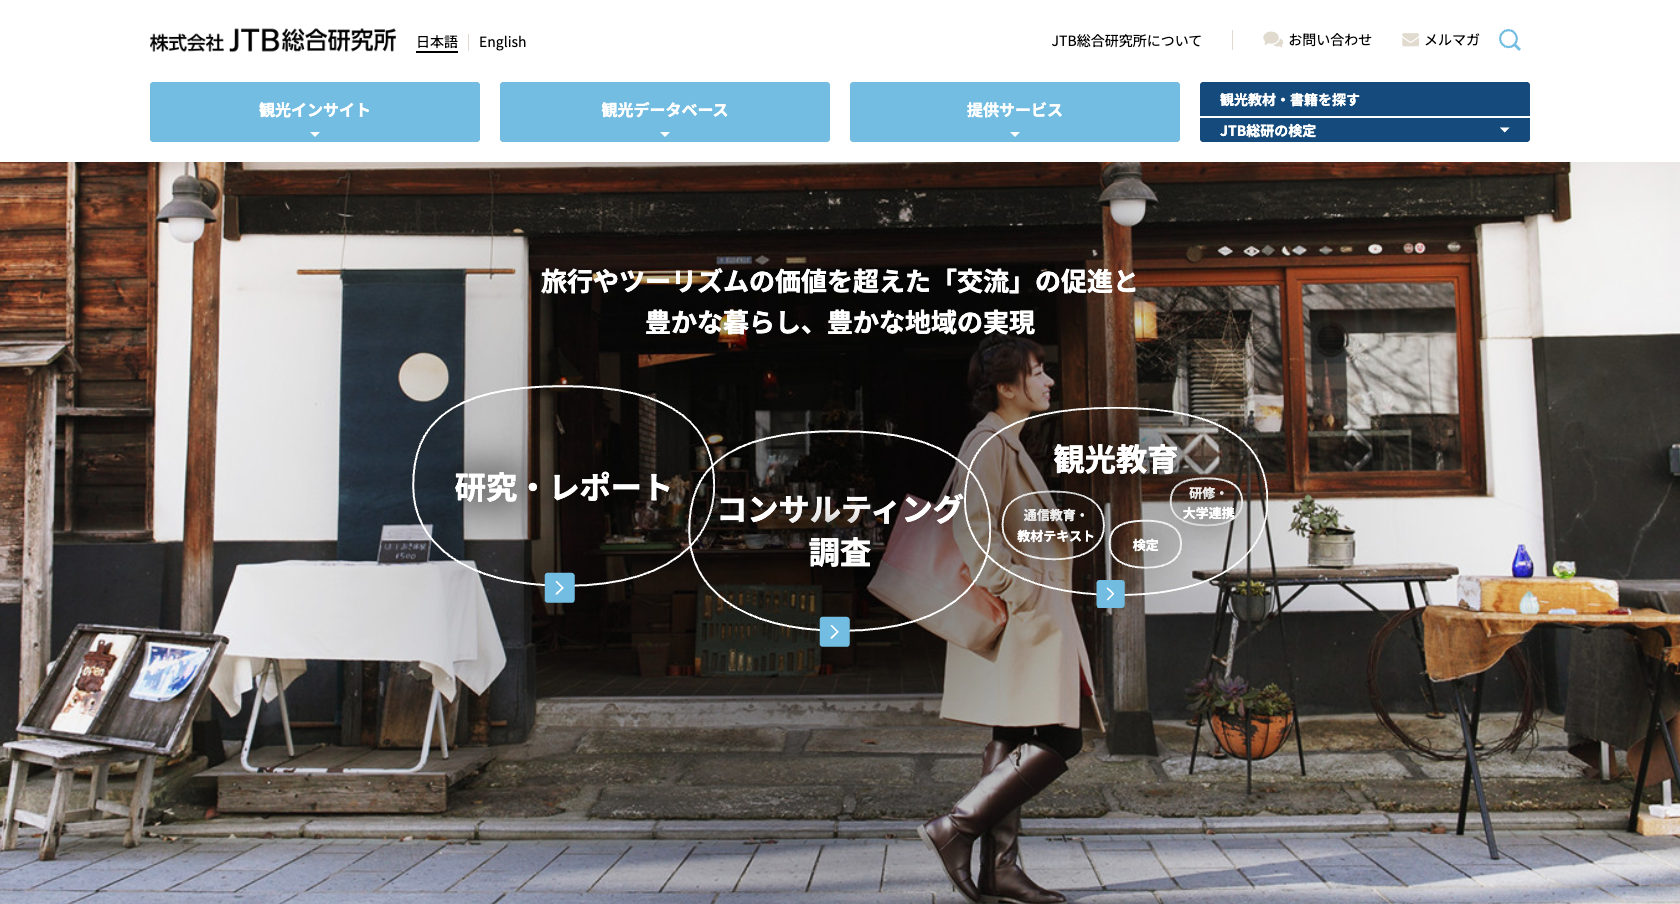 株式会社 JTB総合研究所
日本語
English
JTB総合研究所について
お問い合わせ
メルマガ
観光インサイト
観光データベース
提供サービス
観光教材・書籍を探す
JTB総研の検定
旅行やツーリズムの価値を超えた「交流」の促進と
豊かな暮らし、豊かな地域の実現
研究・レポート
コンサルティング
調査
観光教育
通信教育・
教材テキスト
検定
研修・
大学連携
open